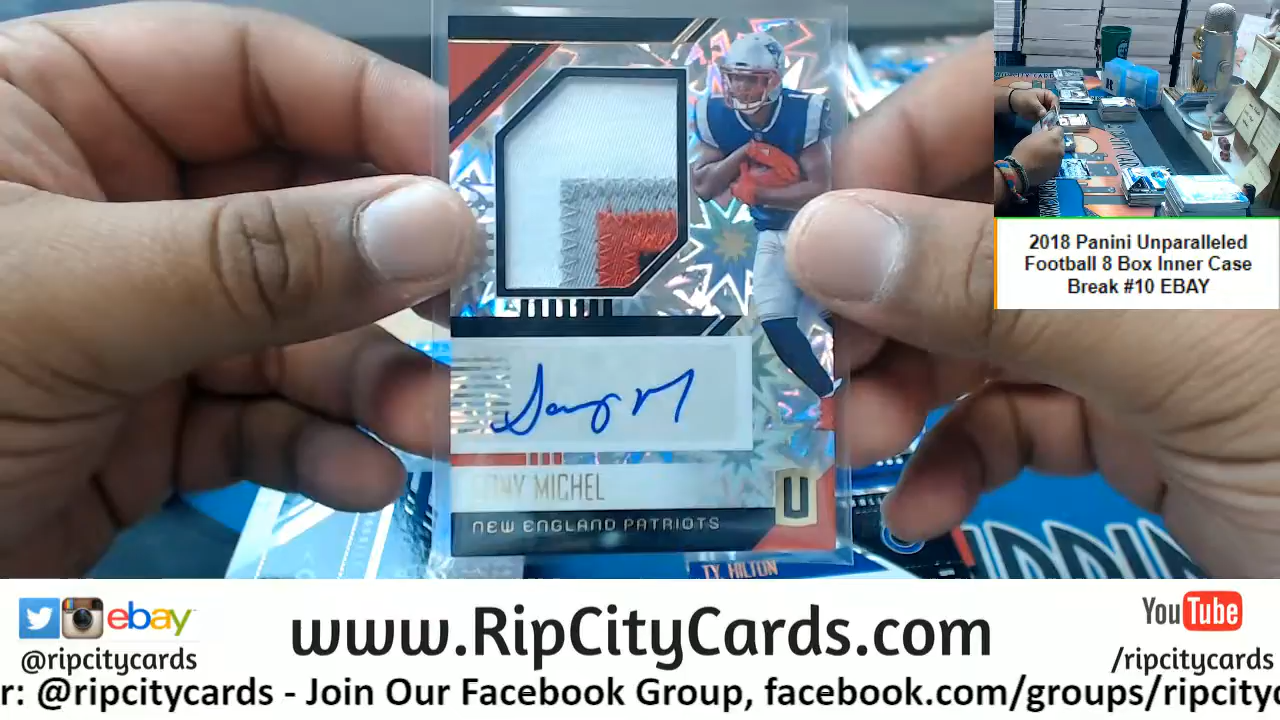 Sony M
MICHEL
NEW ENGLAND PATRIOTS
U
T.Y. HILTON
2018 Panini Unparalleled
Football 8 Box Inner Case
Break #10 EBAY
ebay
@ripcitycards
www.RipCityCards.com
YouTube
/ripcitycards
r: @ripcitycards - Join Our Facebook Group, facebook.com/groups/ripcityc